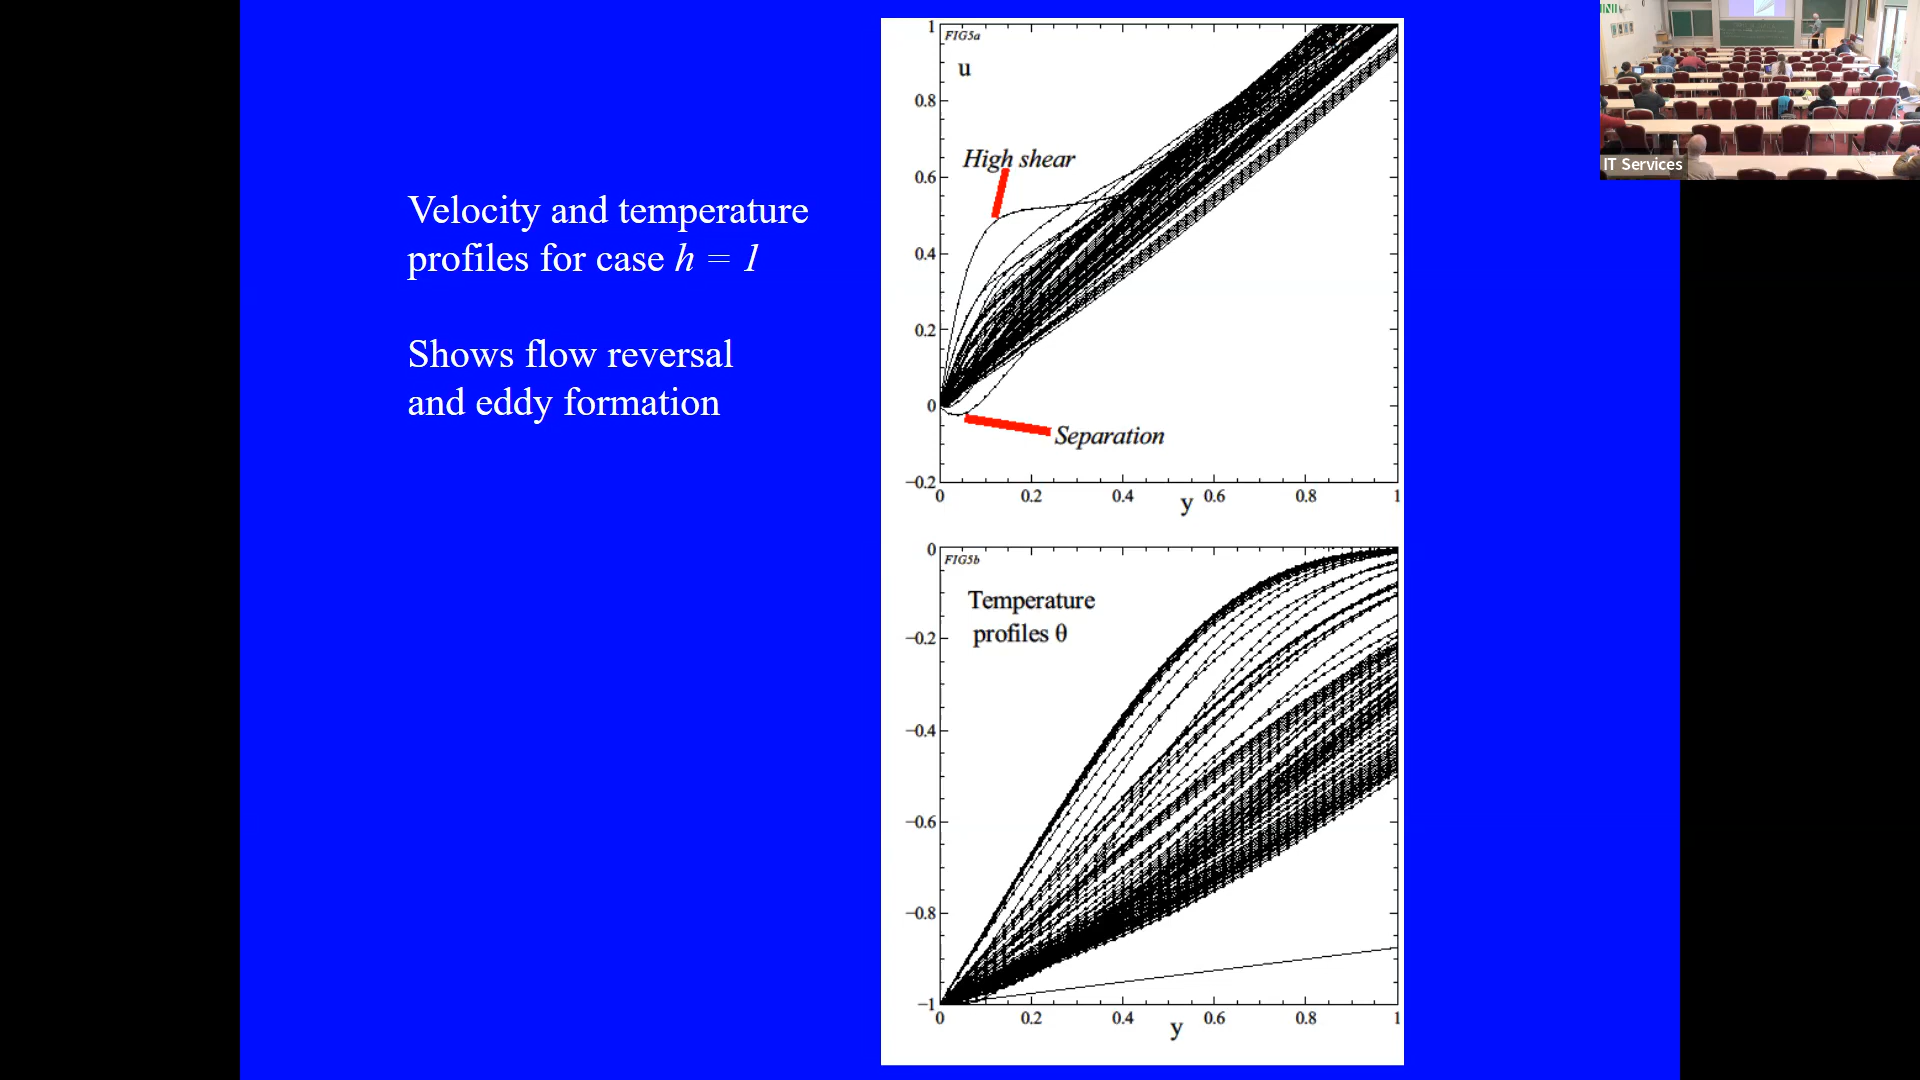 Velocity and temperature
profiles for case h = 1
Shows flow reversal
and eddy formation
FIG5a
u
High shear
Separation
1
0.8
0.6
0.4
0.2
0
−0.2
0 0.2 0.4 0.6 0.8 1
y
FIG5b
Temperature
profiles θ
0
−0.2
−0.4
−0.6
−0.8
−1
0 0.2 0.4 0.6 0.8 1
y
IT Services